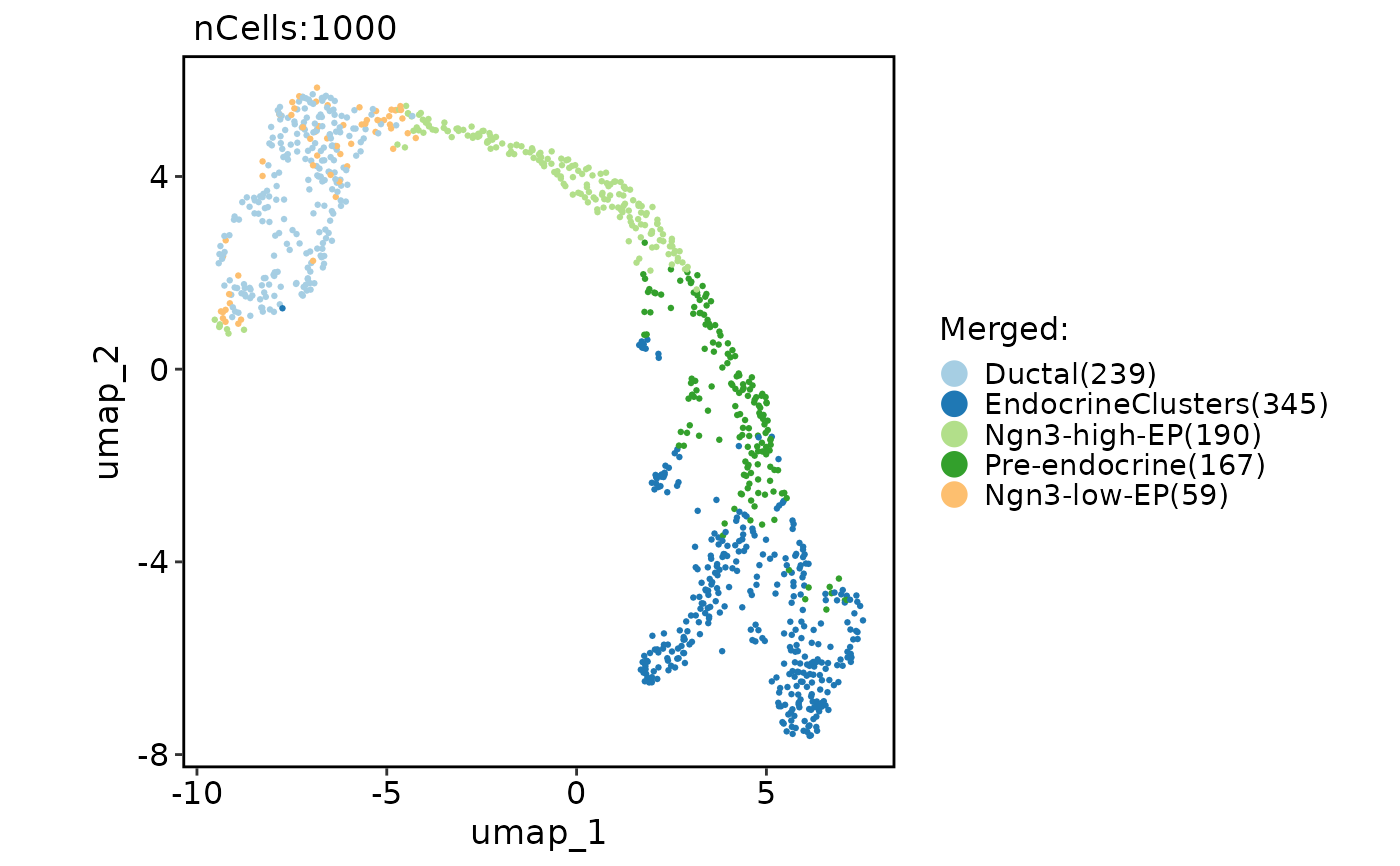 nCells:1000
4
0
-4
-8
umap_2
-10 -5 0 5
umap_1
Merged:
Ductal(239)
EndocrineClusters(345)
Ngn3-high-EP(190)
Pre-endocrine(167)
Ngn3-low-EP(59)